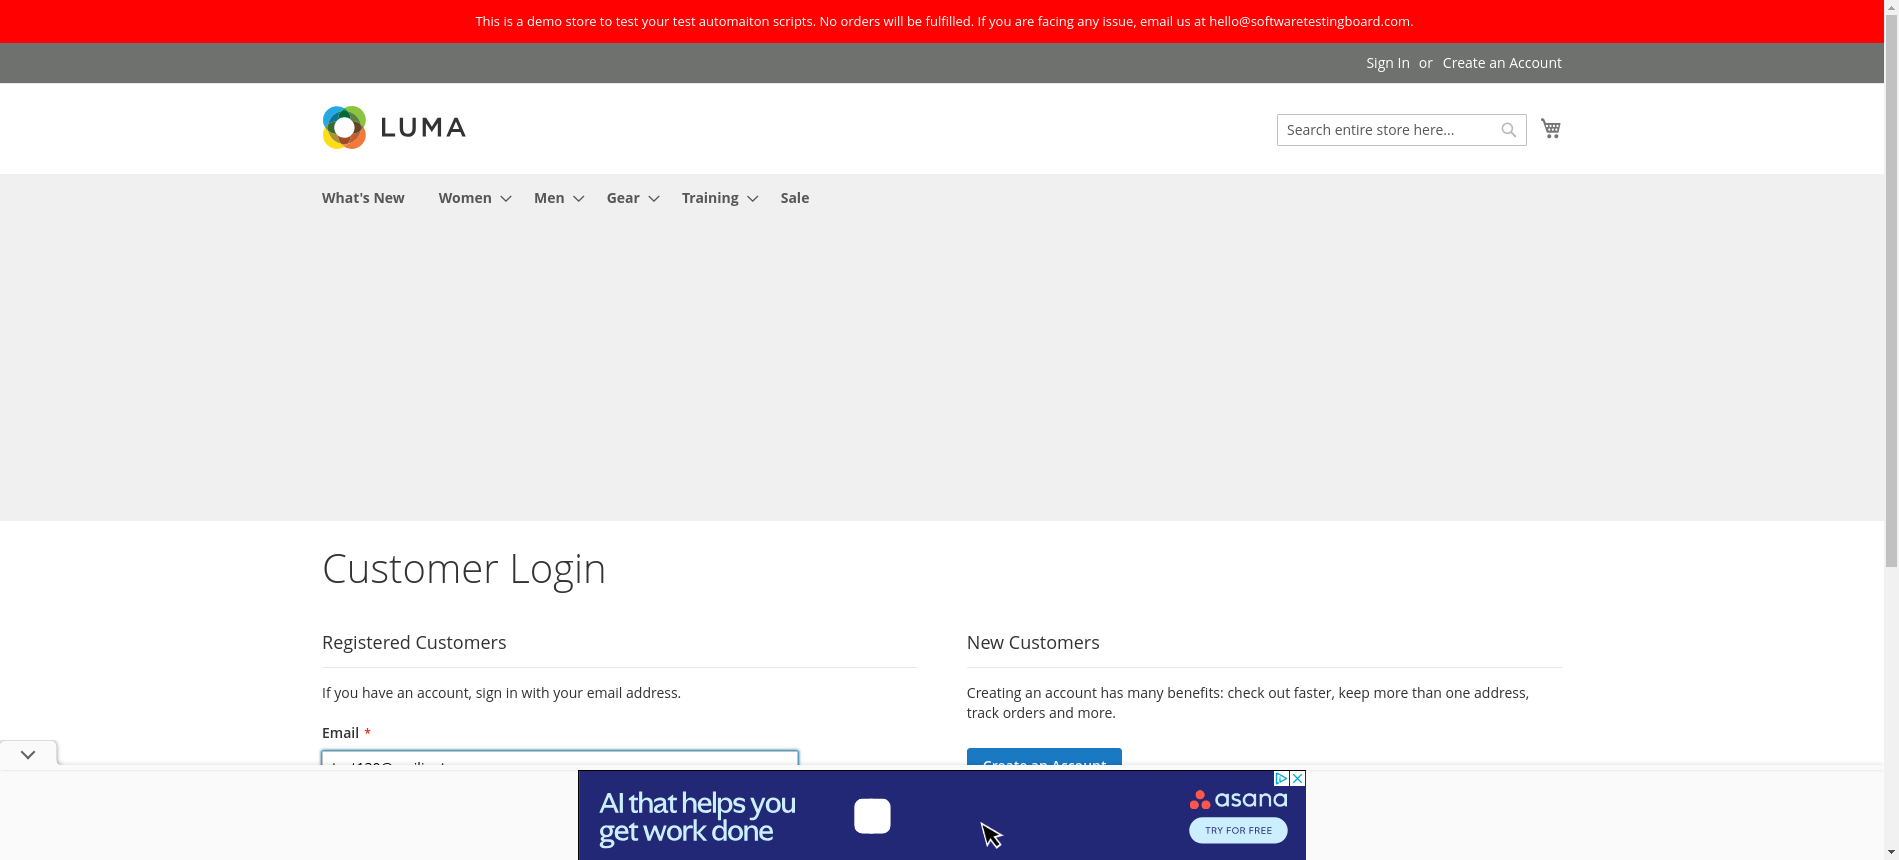 This is a demo store to test your test automaiton scripts. No orders will be fulfilled. If you are facing any issue, email us at hello@softwaretestingboard.com.
Sign In or Create an Account
LUMA
Search entire store here...
What's New Women Men Gear Training Sale
Customer Login
Registered Customers
If you have an account, sign in with your email address.
Email *
New Customers
Creating an account has many benefits: check out faster, keep more than one address,
track orders and more.
Create an Account
AI that helps you
get work done
asana
TRY FOR FREE